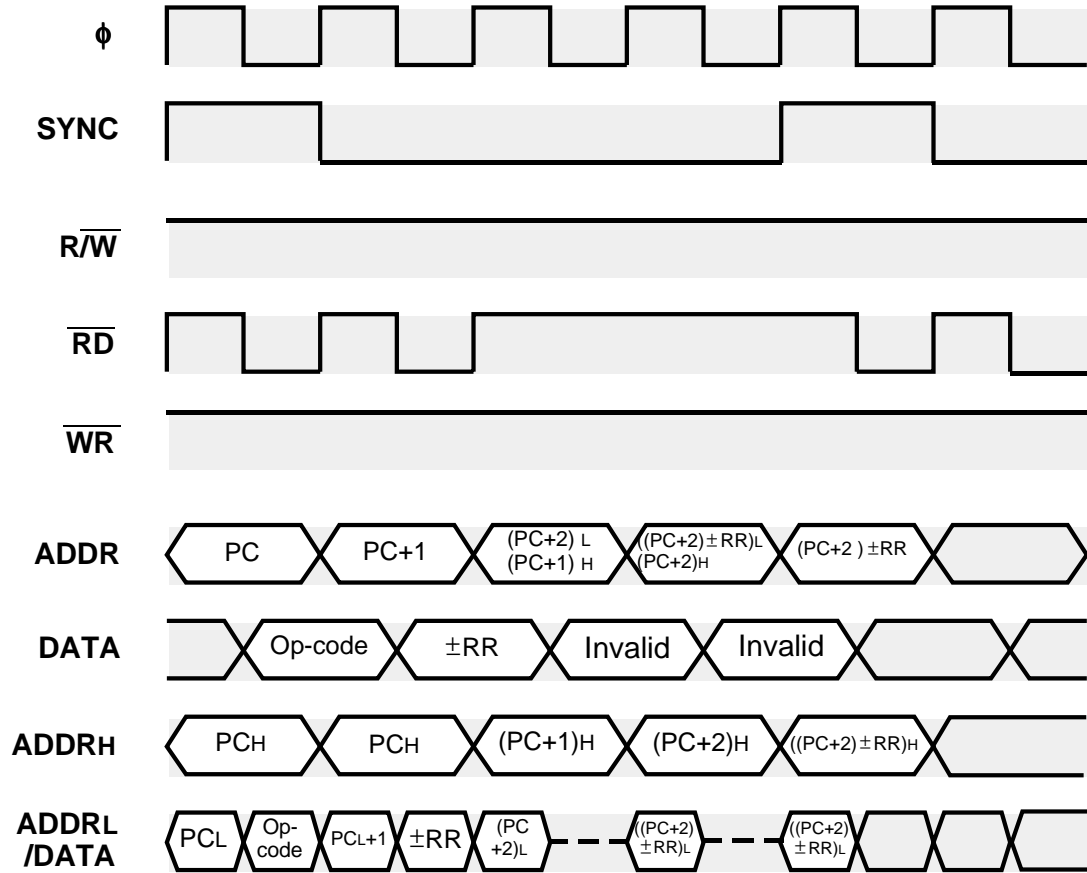 ϕ
SYNC
R/W
RD
WR
ADDR
PC
PC+1
(PC+2) L
(PC+1) H
((PC+2)±RR)L
(PC+2)H
(PC+2 ) ±RR
DATA
Op-code
±RR
Invalid
Invalid
ADDRH
PCH
PCH
(PC+1)H
(PC+2)H
((PC+2)±RR)H
ADDRL
/DATA
PCL
Op-
code
PCL+1
±RR
(PC
+2)L
((PC+2)
±RR)L
((PC+2)
±RR)L